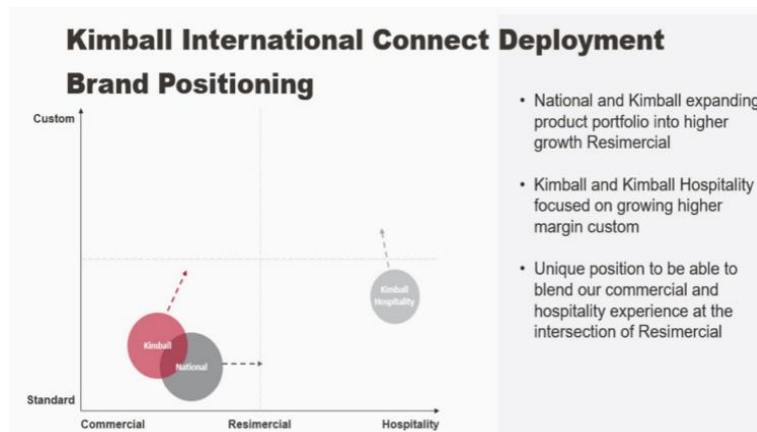 Kimball International Connect Deployment
Brand Positioning
Custom
Kimball
National
Kimball
Hospitality
Standard
Commercial
Resimercial
Hospitality
• National and Kimball expanding
product portfolio into higher
growth Resimercial
• Kimball and Kimball Hospitality
focused on growing higher
margin custom
• Unique position to be able to
blend our commercial and
hospitality experience at the
intersection of Resimercial